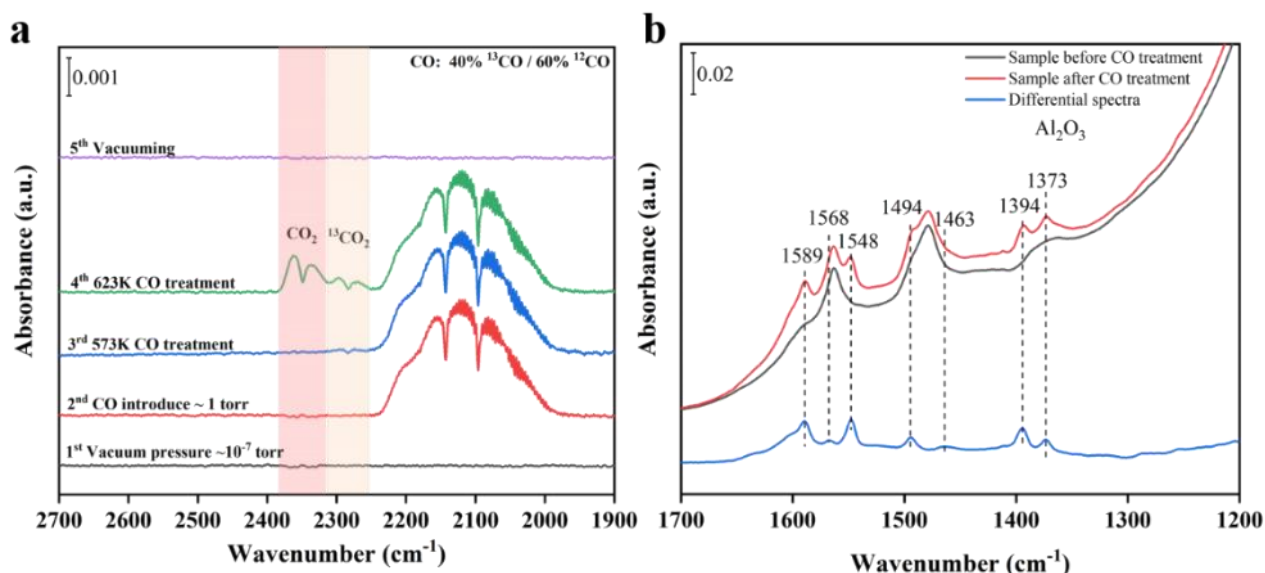 a
CO: 40% ¹³CO / 60% ¹²CO
0.001
5ᵗʰ Vacuuming
CO₂
¹³CO₂
4ᵗʰ 623K CO treatment
3ʳᵈ 573K CO treatment
2ⁿᵈ CO introduce ~ 1 torr
1ˢᵗ Vacuum pressure ~10⁻⁷ torr
Absorbance (a.u.)
2700 2600 2500 2400 2300 2200 2100 2000 1900
Wavenumber (cm⁻¹)
b
0.02
Sample before CO treatment
Sample after CO treatment
Differential spectra
Al₂O₃
1589
1568
1548
1494
1463
1394
1373
Absorbance (a.u.)
1700 1600 1500 1400 1300 1200
Wavenumber (cm⁻¹)